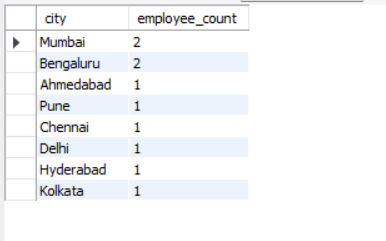 city employee_count
Mumbai 2
Bengaluru 2
Ahmedabad 1
Pune 1
Chennai 1
Delhi 1
Hyderabad 1
Kolkata 1